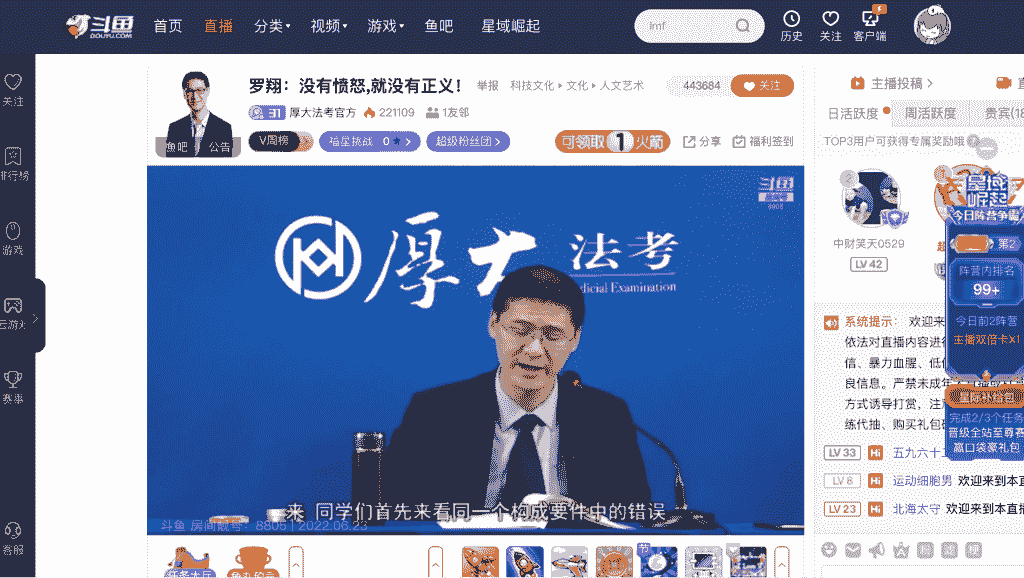 斗鱼 首页 直播 分类 视频 游戏 鱼吧 星域崛起 lmf 历史 关注 客户端
DOUYU.COM
关注
排行榜
游戏
云游戏
赛事
客服
罗翔：没有愤怒,就没有正义！ 举报 科技文化 文化 人文艺术 443684 关注
31 厚大法考官方 221109 1友邻
鱼吧 公告 V周榜 福星挑战 0 超级粉丝团 可领取 1 火箭 分享 福利签到
斗鱼
8805
厚大 法考
dicial Examination
来 同学们首先来看同一个构成要件中的错误
斗鱼 房间靓号：8805 | 2022.06.23
主播投稿
日活跃度 周活跃度 贵宾(18
TOP3用户可获得专属奖励哦
2
中财笑天0529
LV 42
星域
崛起
今日阵营争霸
第2
阵营内排名
99+
今日前2阵营
主播双倍卡X1
星际补给包
完成2/3个任务
晋级全站至尊赛
赢口袋豪礼包
系统提示： 欢迎来
依法对直播内容进行
信、暴力血腥、低俗
良信息。严禁未成年
方式诱导打赏，注
练代抽、购买礼包
LV 33 Hi 五九六十
LV 8 Hi 运动细胞男 欢迎来到本直
LV 23 Hi 北海太守 欢迎来到本直
任务大厅
节